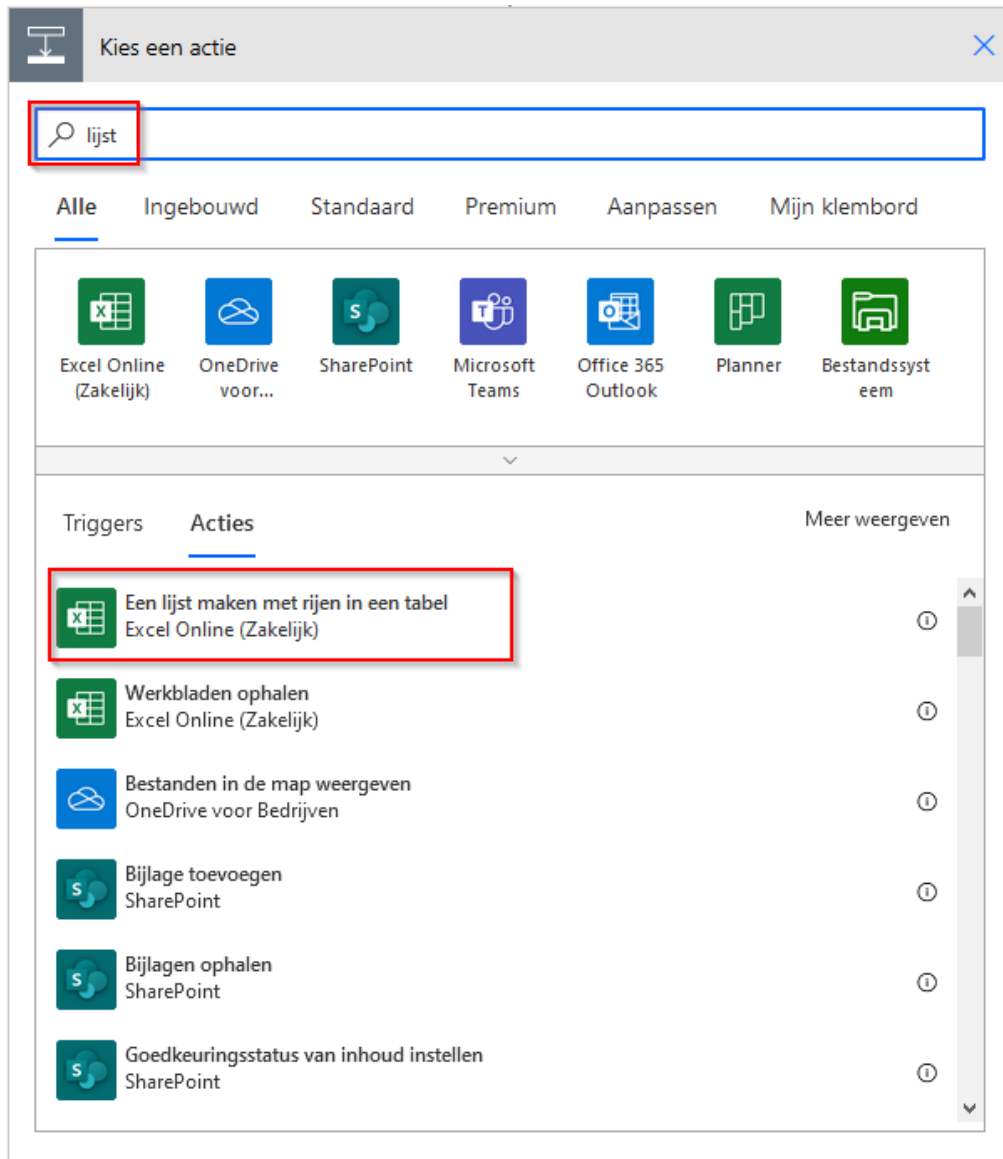 Kies een actie
lijst
Alle Ingebouwd Standaard Premium Aanpassen Mijn klembord
Excel Online
(Zakelijk)
OneDrive
voor...
SharePoint
Microsoft
Teams
Office 365
Outlook
Planner
Bestandssyst
eem
Triggers Acties Meer weergeven
Een lijst maken met rijen in een tabel
Excel Online (Zakelijk)
Werkbladen ophalen
Excel Online (Zakelijk)
Bestanden in de map weergeven
OneDrive voor Bedrijven
Bijlage toevoegen
SharePoint
Bijlagen ophalen
SharePoint
Goedkeuringsstatus van inhoud instellen
SharePoint